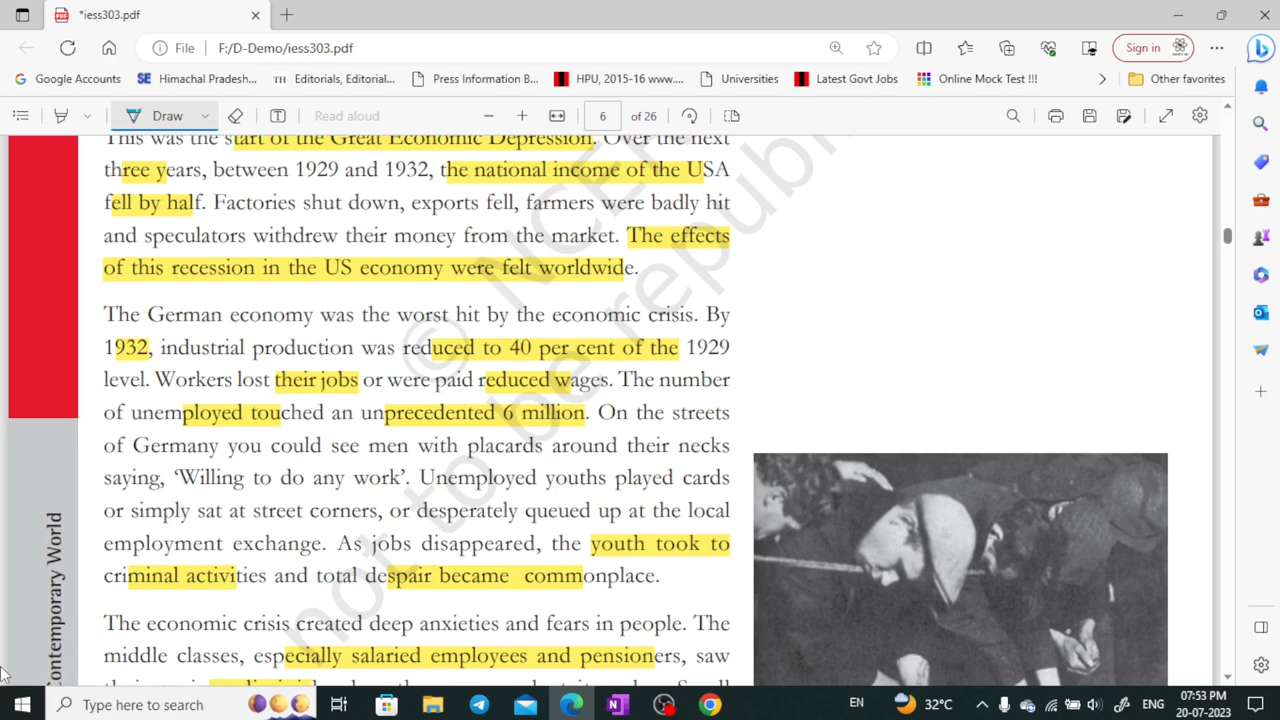 *iess303.pdf
File F:/D-Demo/iess303.pdf Sign in
Google Accounts SE Himachal Pradesh... TH Editorials, Editorial... Press Information B... HPU, 2015-16 www.... Universities Latest Govt Jobs Online Mock Test !!! Other favorites
Draw Read aloud 6 of 26
This was the start of the Great Economic Depression. Over the next
three years, between 1929 and 1932, the national income of the USA
fell by half. Factories shut down, exports fell, farmers were badly hit
and speculators withdrew their money from the market. The effects
of this recession in the US economy were felt worldwide.
The German economy was the worst hit by the economic crisis. By
1932, industrial production was reduced to 40 per cent of the 1929
level. Workers lost their jobs or were paid reduced wages. The number
of unemployed touched an unprecedented 6 million. On the streets
of Germany you could see men with placards around their necks
saying, ‘Willing to do any work’. Unemployed youths played cards
or simply sat at street corners, or desperately queued up at the local
employment exchange. As jobs disappeared, the youth took to
criminal activities and total despair became commonplace.
The economic crisis created deep anxieties and fears in people. The
middle classes, especially salaried employees and pensioners, saw
© NCER
not to be republi
ontemporary World
Type here to search EN 32°C ENG 07:53 PM
20-07-2023